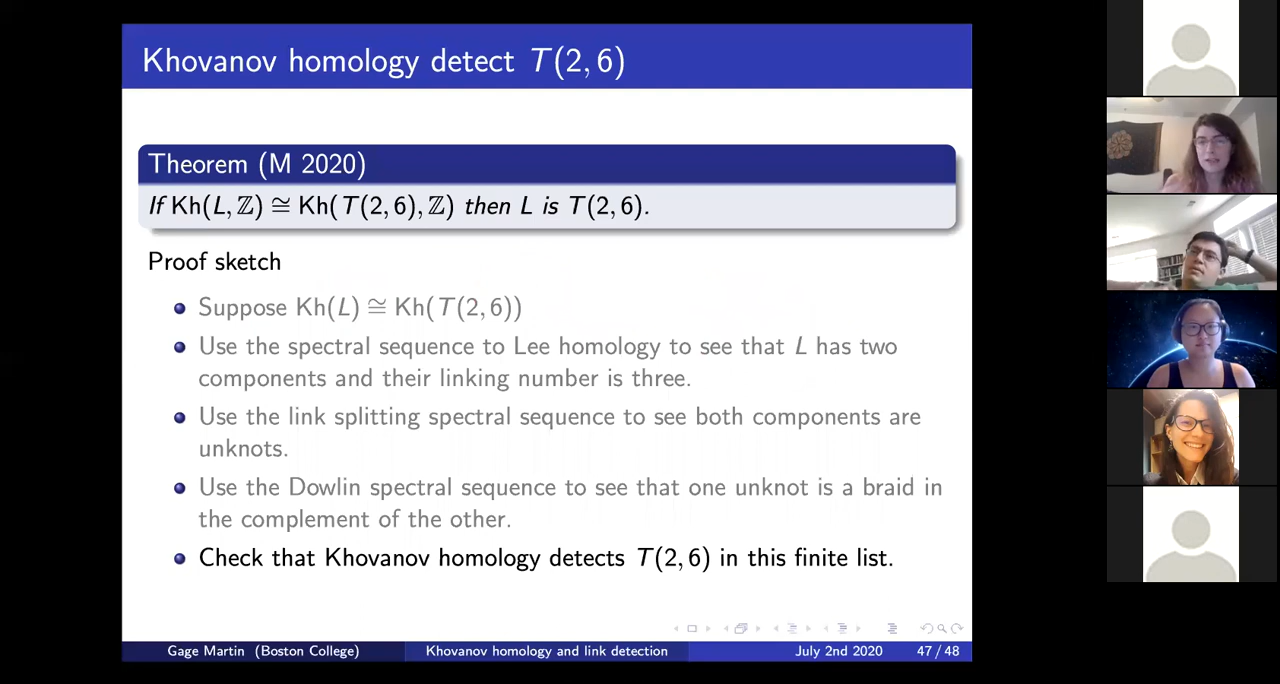 Khovanov homology detect T(2, 6)
Theorem (M 2020)
If Kh(L, ℤ) ≅ Kh(T(2, 6), ℤ) then L is T(2, 6).
Proof sketch
Suppose Kh(L) ≅ Kh(T(2, 6))
Use the spectral sequence to Lee homology to see that L has two
components and their linking number is three.
Use the link splitting spectral sequence to see both components are
unknots.
Use the Dowlin spectral sequence to see that one unknot is a braid in
the complement of the other.
Check that Khovanov homology detects T(2, 6) in this finite list.
Gage Martin (Boston College) Khovanov homology and link detection July 2nd 2020 47 / 48